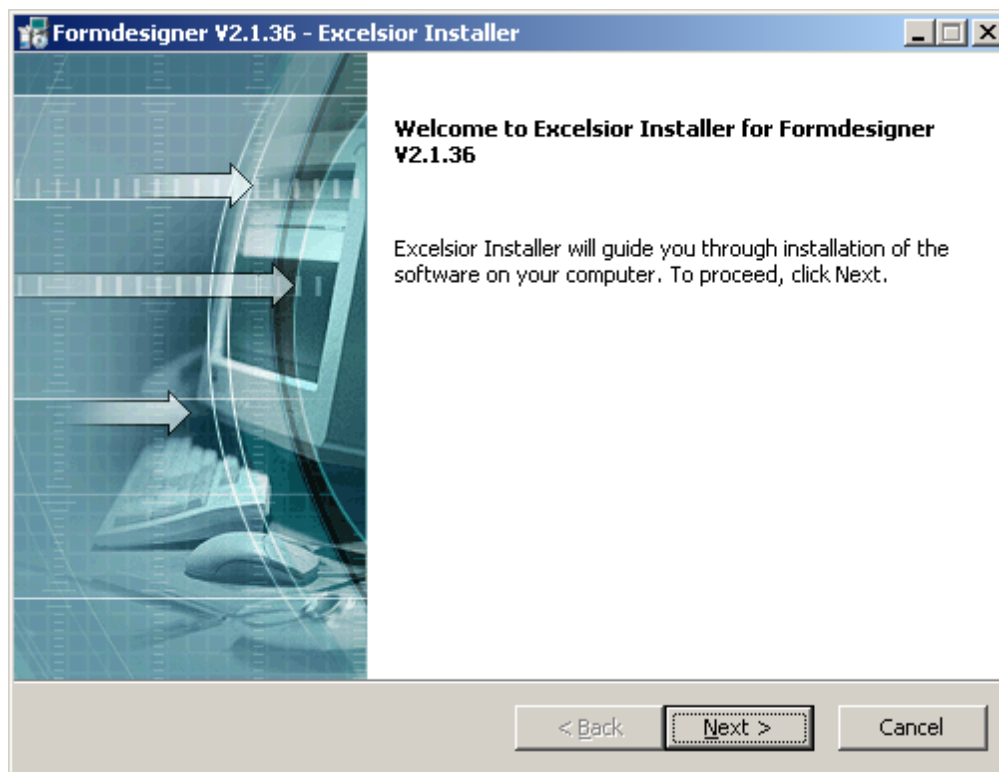 Formdesigner V2.1.36 - Excelsior Installer
Welcome to Excelsior Installer for Formdesigner
V2.1.36
Excelsior Installer will guide you through installation of the
software on your computer. To proceed, click Next.
< Back
Next >
Cancel